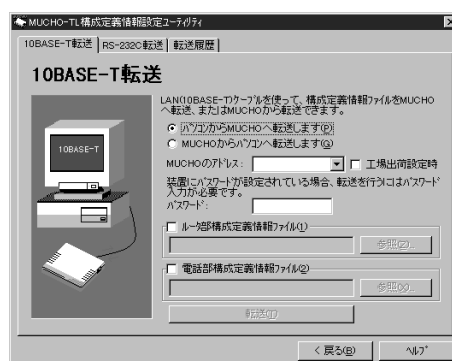 MUCHO-TL構成定義情報設定ユーティリティ
10BASE-T転送 RS-232C転送 転送履歴
10BASE-T転送
10BASE-T
LAN(10BASE-T)ケーブルを使って、構成定義情報ファイルをMUCHO
へ転送、またはMUCHOから転送できます。
パソコンからMUCHOへ転送します(P)
MUCHOからパソコンへ転送します(G)
MUCHOのアドレス: 工場出荷設定時
装置にパスワードが設定されている場合、転送を行うにはパスワード
入力が必要です。
パスワード:
ルータ部構成定義情報ファイル(1)
参照(Z)...
電話部構成定義情報ファイル(2)
参照(X)...
転送(T)
< 戻る(B) ヘルプ